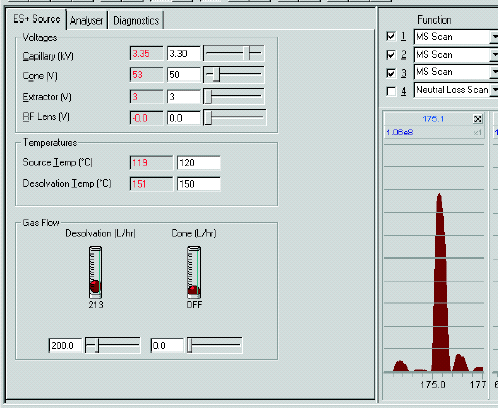 ES+ Source Analyser Diagnostics
Voltages
Capillary (kV) 3.35 3.30
Cone (V) 53 50
Extractor (V) 3 3
RF Lens (V) -0.0 0.0
Temperatures
Source Temp (°C) 119 120
Desolvation Temp (°C) 151 150
Gas Flow
Desolvation (L/hr) Cone (L/hr)
213 OFF
200.0 0.0
Function
1 MS Scan
2 MS Scan
3 MS Scan
4 Neutral Loss Scan
175.1
1.06e8 x1
175.0 177